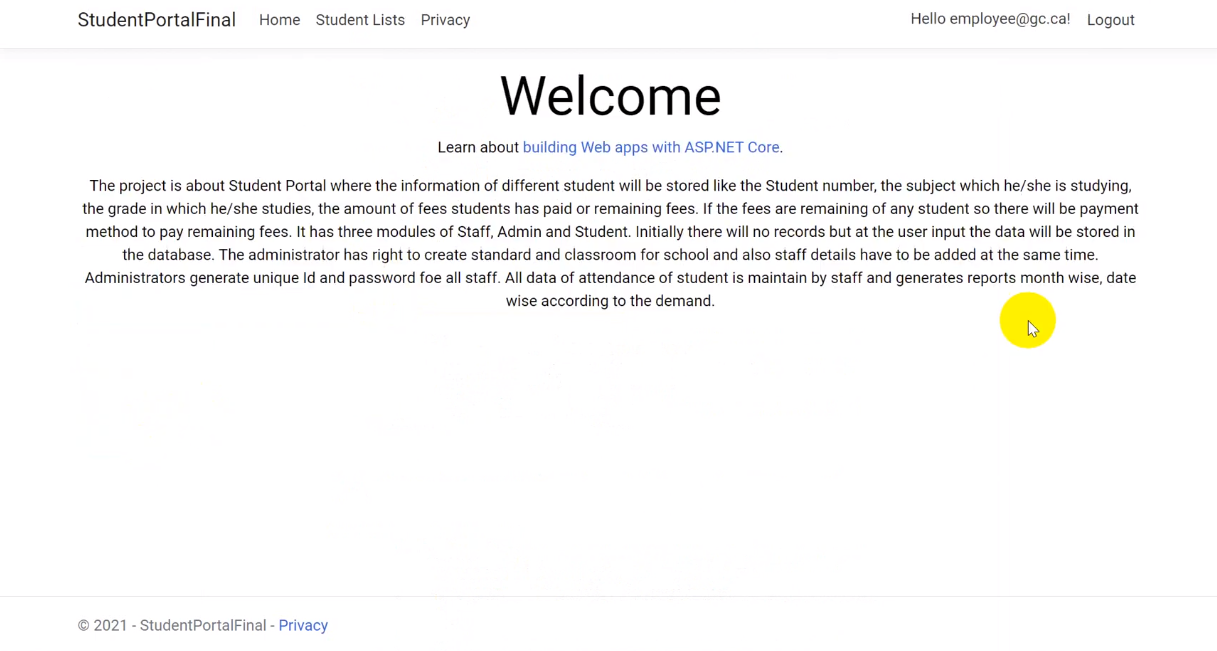 StudentPortalFinal Home Student Lists Privacy Hello employee@gc.ca! Logout
Welcome
Learn about building Web apps with ASP.NET Core.
The project is about Student Portal where the information of different student will be stored like the Student number, the subject which he/she is studying,
the grade in which he/she studies, the amount of fees students has paid or remaining fees. If the fees are remaining of any student so there will be payment
method to pay remaining fees. It has three modules of Staff, Admin and Student. Initially there will no records but at the user input the data will be stored in
the database. The administrator has right to create standard and classroom for school and also staff details have to be added at the same time.
Administrators generate unique Id and password foe all staff. All data of attendance of student is maintain by staff and generates reports month wise, date
wise according to the demand.
© 2021 - StudentPortalFinal - Privacy